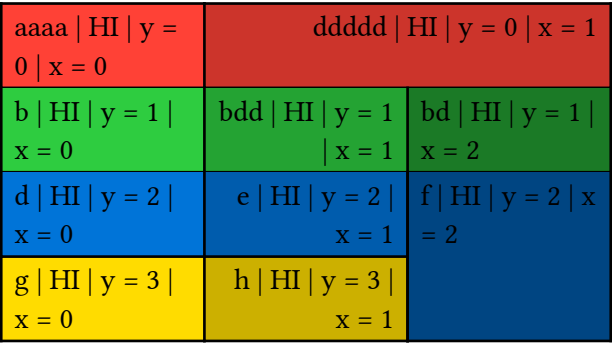 aaaa | HI | y =
0 | x = 0
ddddd | HI | y = 0 | x = 1
b | HI | y = 1 |
x = 0
bdd | HI | y = 1
| x = 1
bd | HI | y = 1 |
x = 2
d | HI | y = 2 |
x = 0
e | HI | y = 2 |
x = 1
f | HI | y = 2 | x
= 2
g | HI | y = 3 |
x = 0
h | HI | y = 3 |
x = 1